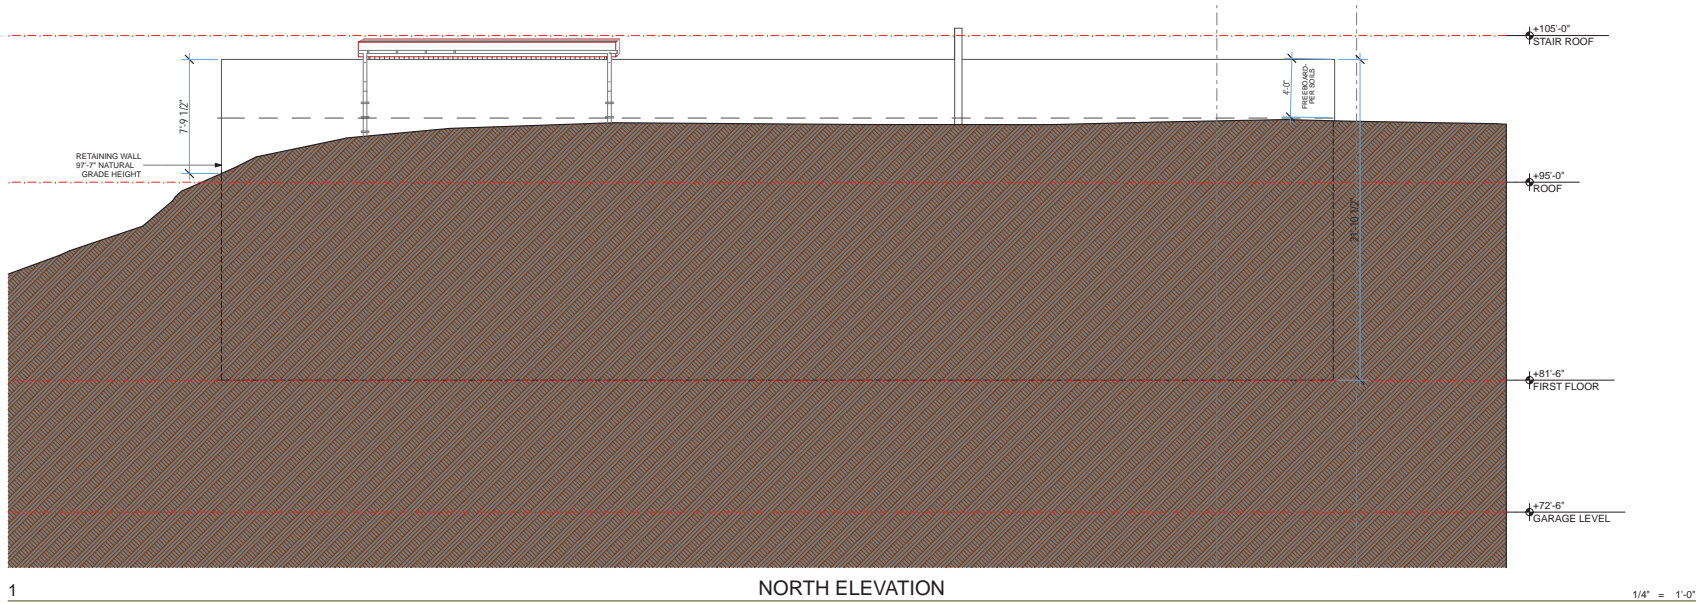 +105'-0"
STAIR ROOF
7'-9 1/2"
4'-0"
FREEBOARD-
PER SOILS
RETAINING WALL
97'-7" NATURAL
GRADE HEIGHT
+95'-0"
ROOF
21'-10 1/2"
+81'-6"
FIRST FLOOR
+72'-6"
GARAGE LEVEL
1
NORTH ELEVATION
1/4" = 1'-0"